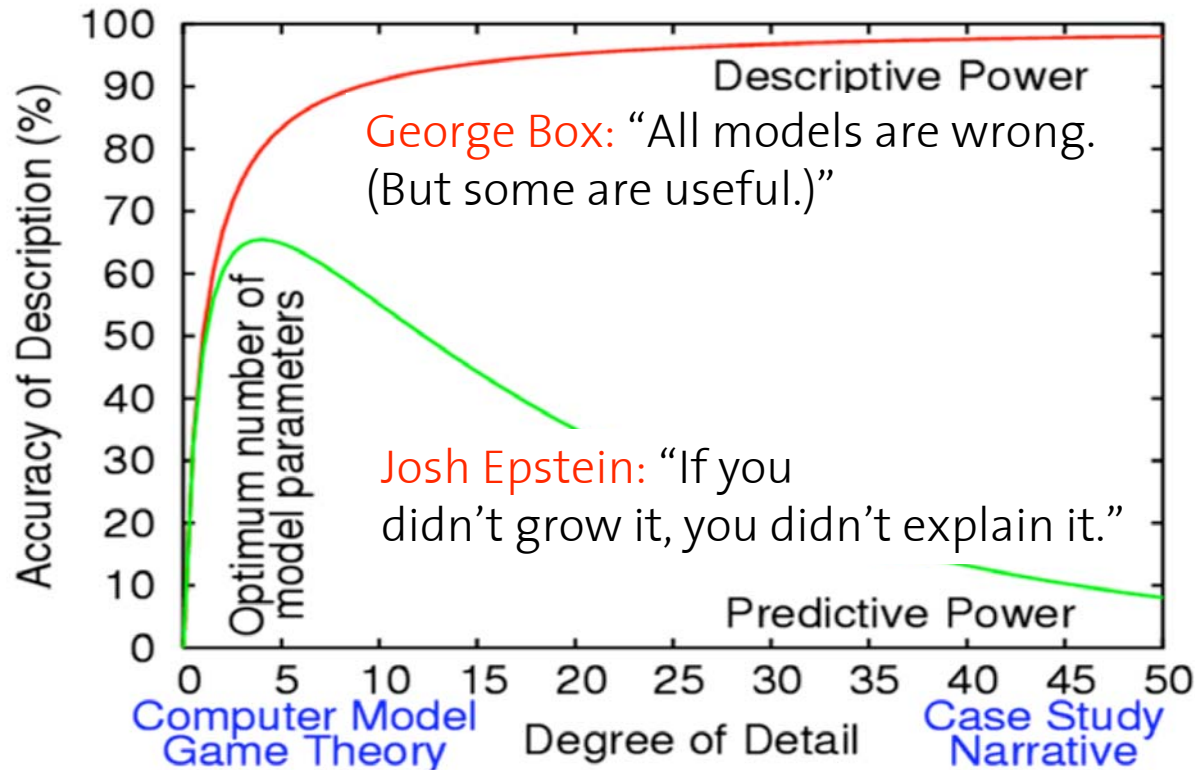 100
90
80
70
60
50
40
30
20
10
0
Accuracy of Description (%)
Descriptive Power
George Box: “All models are wrong.
(But some are useful.)”
Optimum number of
model parameters
Josh Epstein: “If you
didn’t grow it, you didn’t explain it.”
Predictive Power
0 5 10 15 20 25 30 35 40 45 50
Computer Model
Game Theory
Degree of Detail
Case Study
Narrative